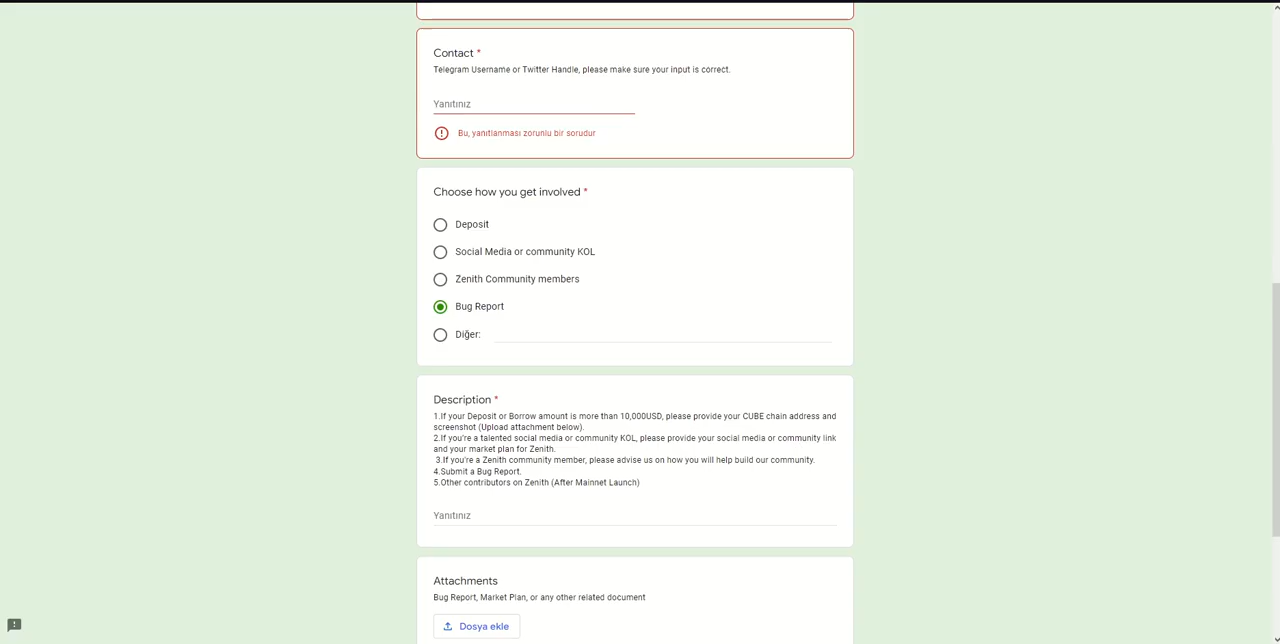 Contact *
Telegram Username or Twitter Handle, please make sure your input is correct.
Yanıtınız
Bu, yanıtlanması zorunlu bir sorudur
Choose how you get involved *
Deposit
Social Media or community KOL
Zenith Community members
Bug Report
Diğer:
Description *
1.If your Deposit or Borrow amount is more than 10,000USD, please provide your CUBE chain address and
screenshot (Upload attachment below).
2.If you're a talented social media or community KOL, please provide your social media or community link
and your market plan for Zenith.
3.If you're a Zenith community member, please advise us on how you will help build our community.
4.Submit a Bug Report.
5.Other contributors on Zenith (After Mainnet Launch)
Yanıtınız
Attachments
Bug Report, Market Plan, or any other related document
Dosya ekle